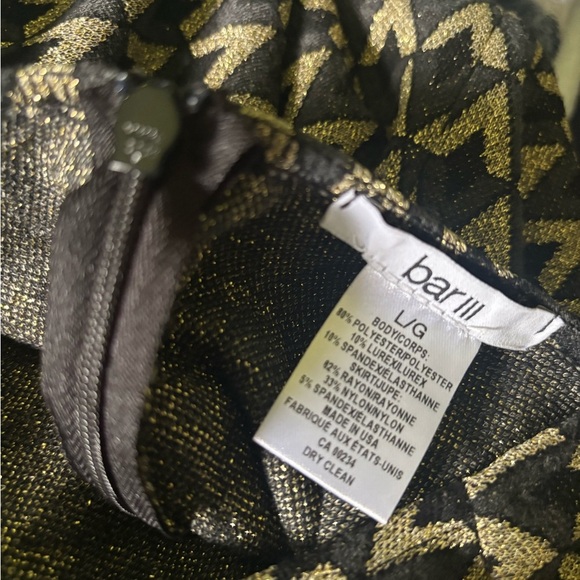 bar III
L/G
BODY/CORPS:
80% POLYESTER/POLYESTER
10% LUREX/LUREX
10% SPANDEX/ELASTHANNE
SKIRT/JUPE:
62% RAYON/RAYONNE
33% NYLON/NYLON
5% SPANDEX/ELASTHANNE
MADE IN USA
FABRIQUE AUX ÉTATS-UNIS
CA 00234
DRY CLEAN